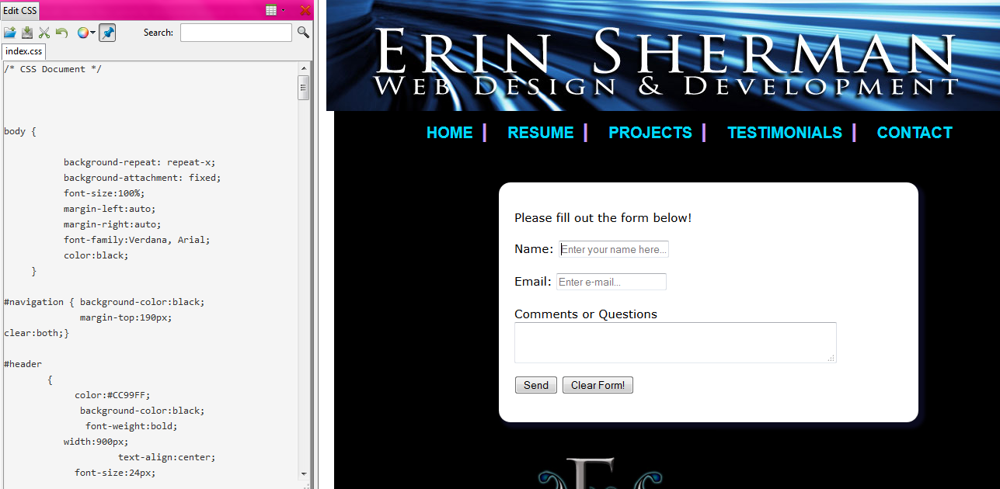 Edit CSS
Search:
index.css
/* CSS Document */
body {
background-repeat: repeat-x;
background-attachment: fixed;
font-size:100%;
margin-left:auto;
margin-right:auto;
font-family:Verdana, Arial;
color:black;
}
#navigation { background-color:black;
margin-top:190px;
clear:both;}
#header
{
color:#CC99FF;
background-color:black;
font-weight:bold;
width:900px;
text-align:center;
font-size:24px;
Erin Sherman
Web Design & Development
HOME | RESUME | PROJECTS | TESTIMONIALS | CONTACT
Please fill out the form below!
Name: Enter your name here...
Email: Enter e-mail...
Comments or Questions
Send Clear Form!
E